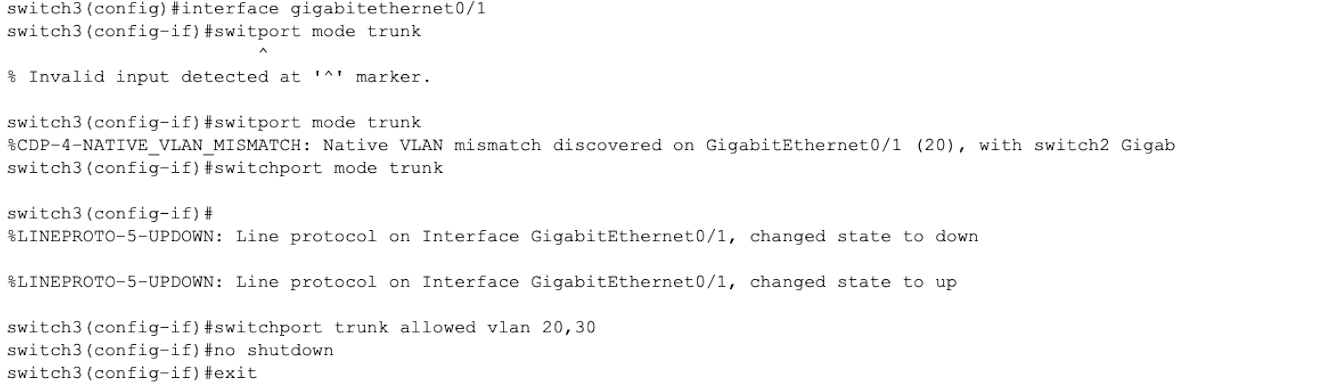 switch3(config)#interface gigabitethernet0/1
switch3(config-if)#switport mode trunk
^
% Invalid input detected at '^' marker.
switch3(config-if)#switport mode trunk
%CDP-4-NATIVE_VLAN_MISMATCH: Native VLAN mismatch discovered on GigabitEthernet0/1 (20), with switch2 Gigab
switch3(config-if)#switchport mode trunk
switch3(config-if)#
%LINEPROTO-5-UPDOWN: Line protocol on Interface GigabitEthernet0/1, changed state to down
%LINEPROTO-5-UPDOWN: Line protocol on Interface GigabitEthernet0/1, changed state to up
switch3(config-if)#switchport trunk allowed vlan 20,30
switch3(config-if)#no shutdown
switch3(config-if)#exit